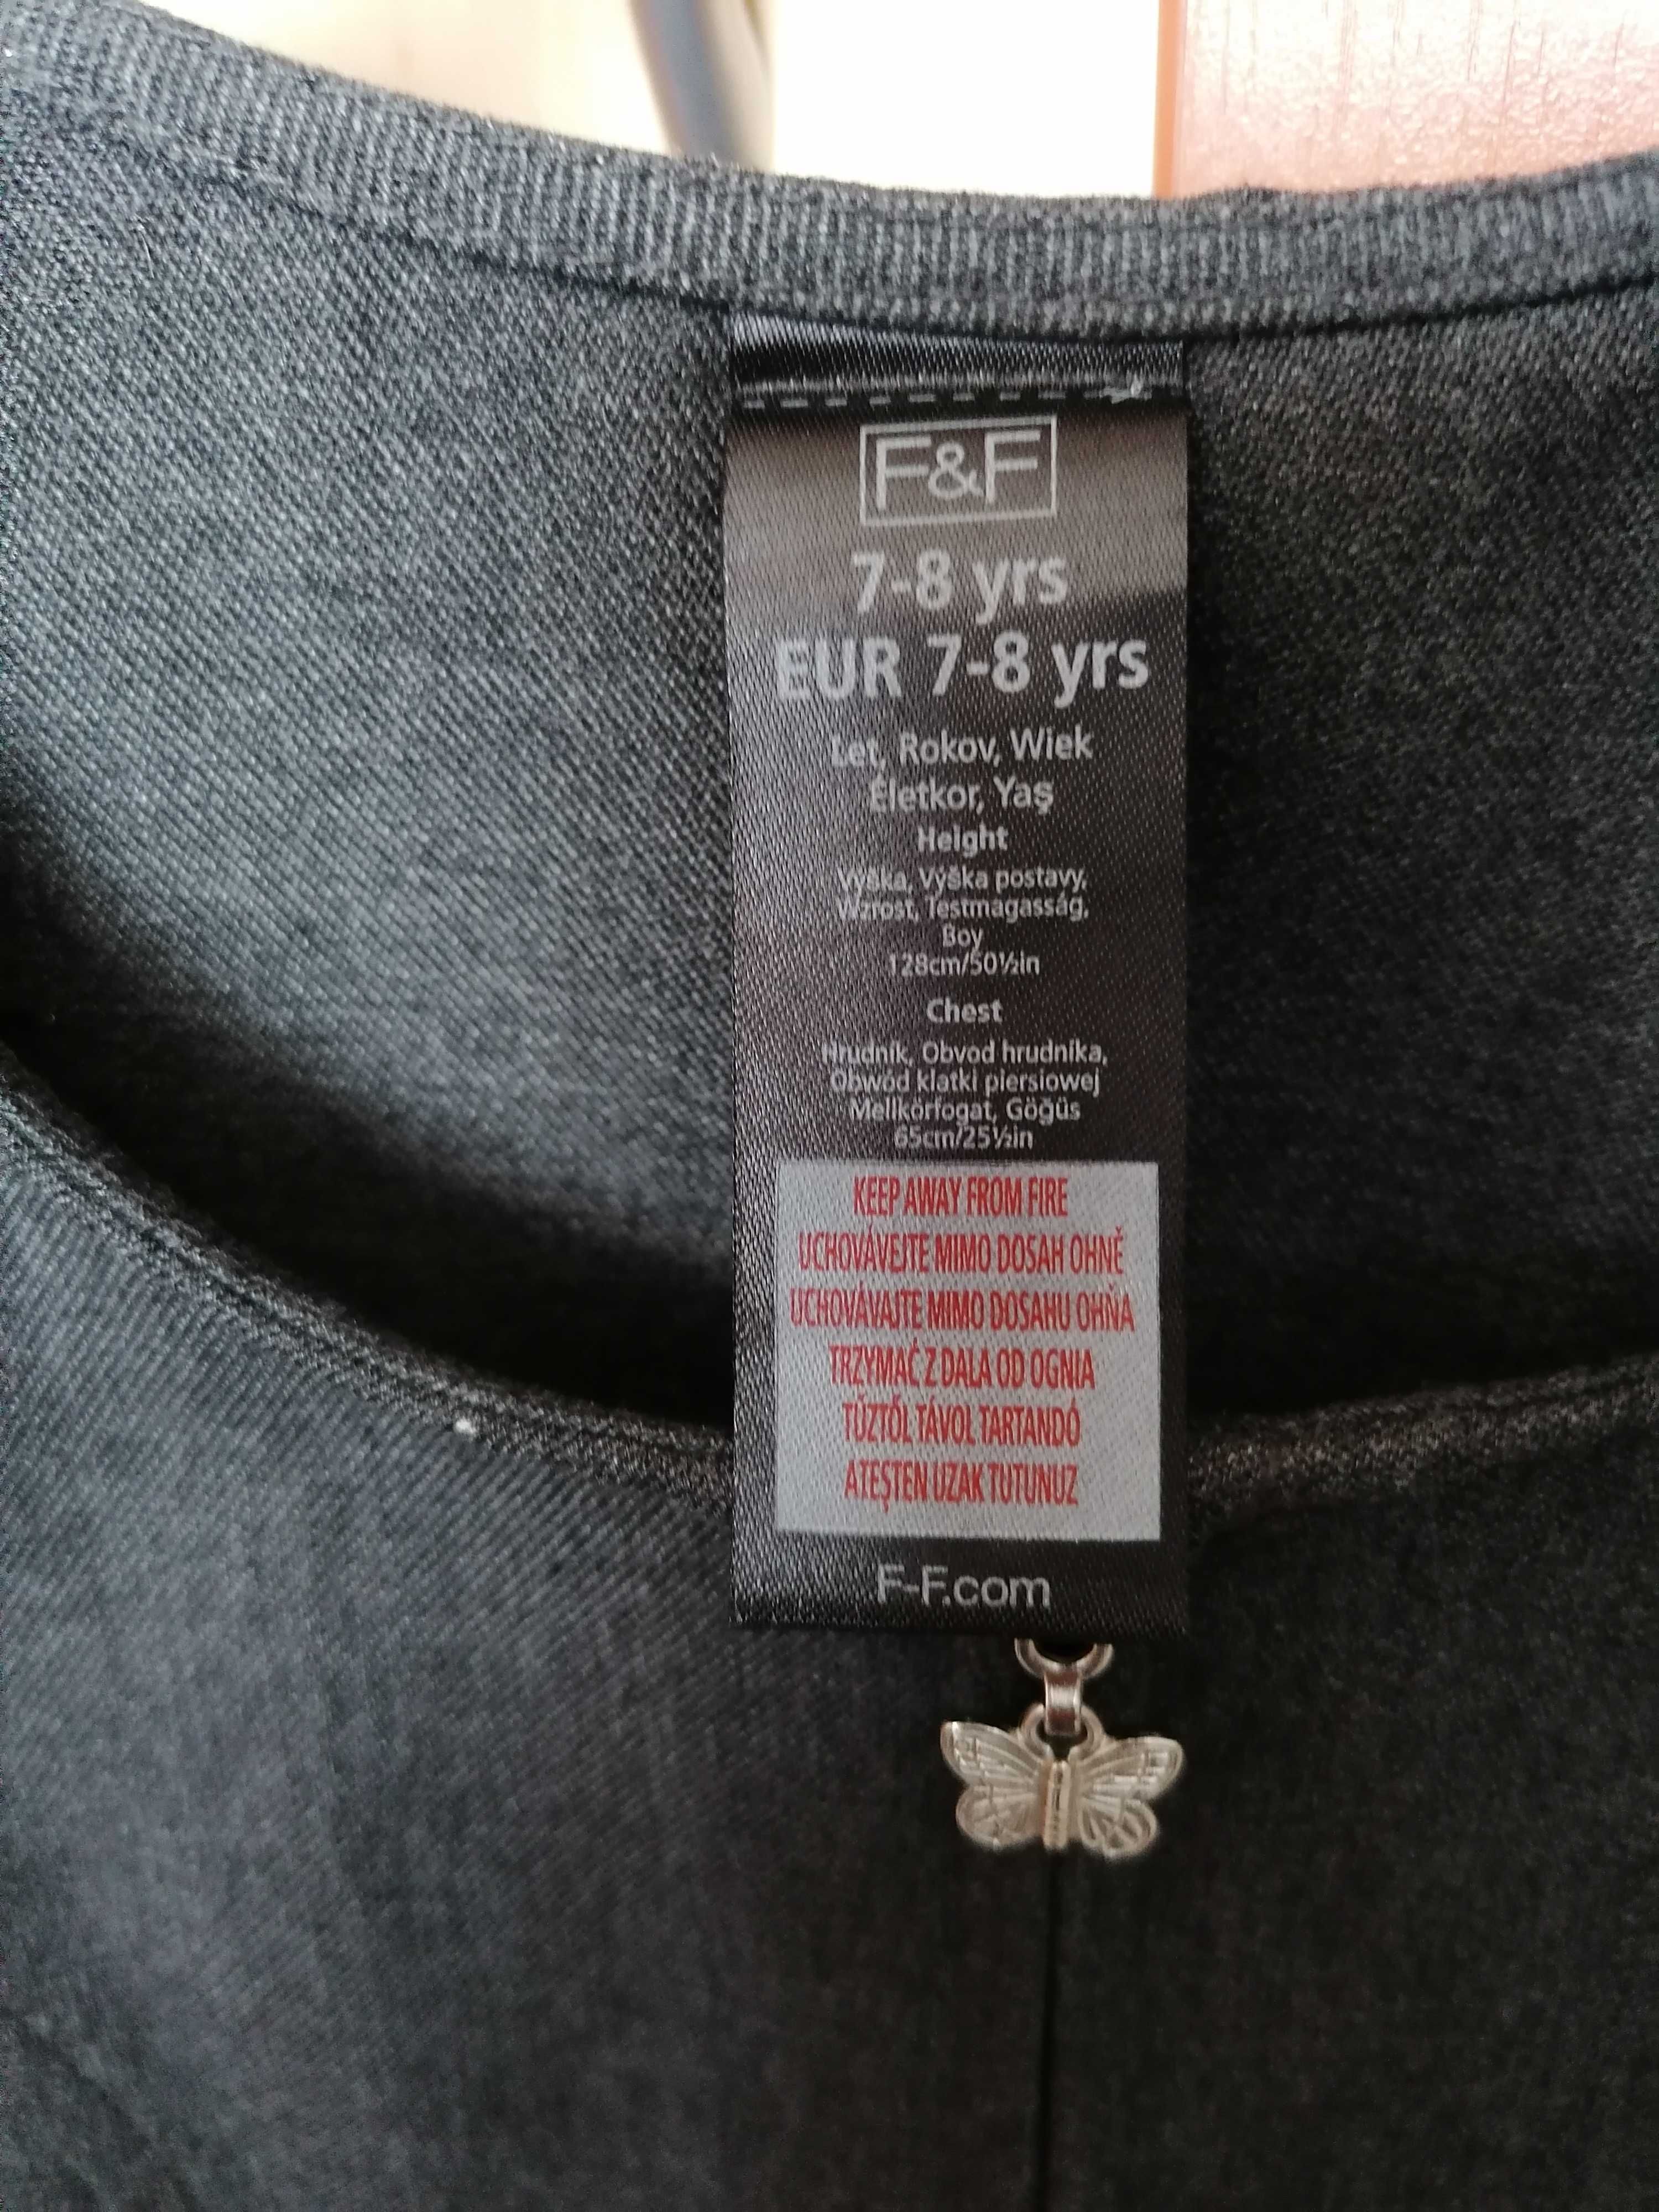 F&F
7-8 yrs
EUR 7-8 yrs
Let, Rokov, Wiek
Életkor, Yaş
Height
Výška, Výška postavy,
Wzrost, Testmagasság,
Boy
128cm/50½in
Chest
Hrudník, Obvod hrudníka,
Obwód klatki piersiowej
Mellkörfogat, Göğüs
65cm/25½in
KEEP AWAY FROM FIRE
UCHOVÁVEJTE MIMO DOSAH OHNĚ
UCHOVÁVAJTE MIMO DOSAHU OHŇA
TRZYMAĆ Z DALA OD OGNIA
TŰZTŐL TÁVOL TARTANDÓ
ATEŞTEN UZAK TUTUNUZ
F-F.com